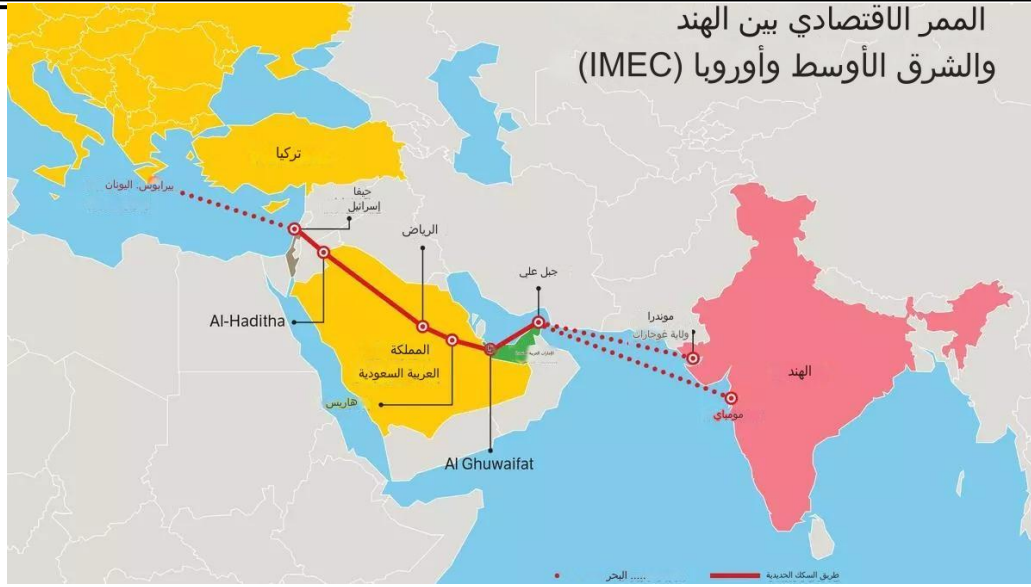 الممر الاقتصادي بين الهند
والشرق الأوسط وأوروبا (IMEC)
تركيا
بيرايوس. اليونان
حيفا
إسرائيل
الرياض
جبل علي
Al-Haditha
موندرا
ولاية غوجارات
المملكة
العربية السعودية
الهند
هاريس
مومباي
Al Ghuwaifat
البحر .....
طريق السكك الحديدية